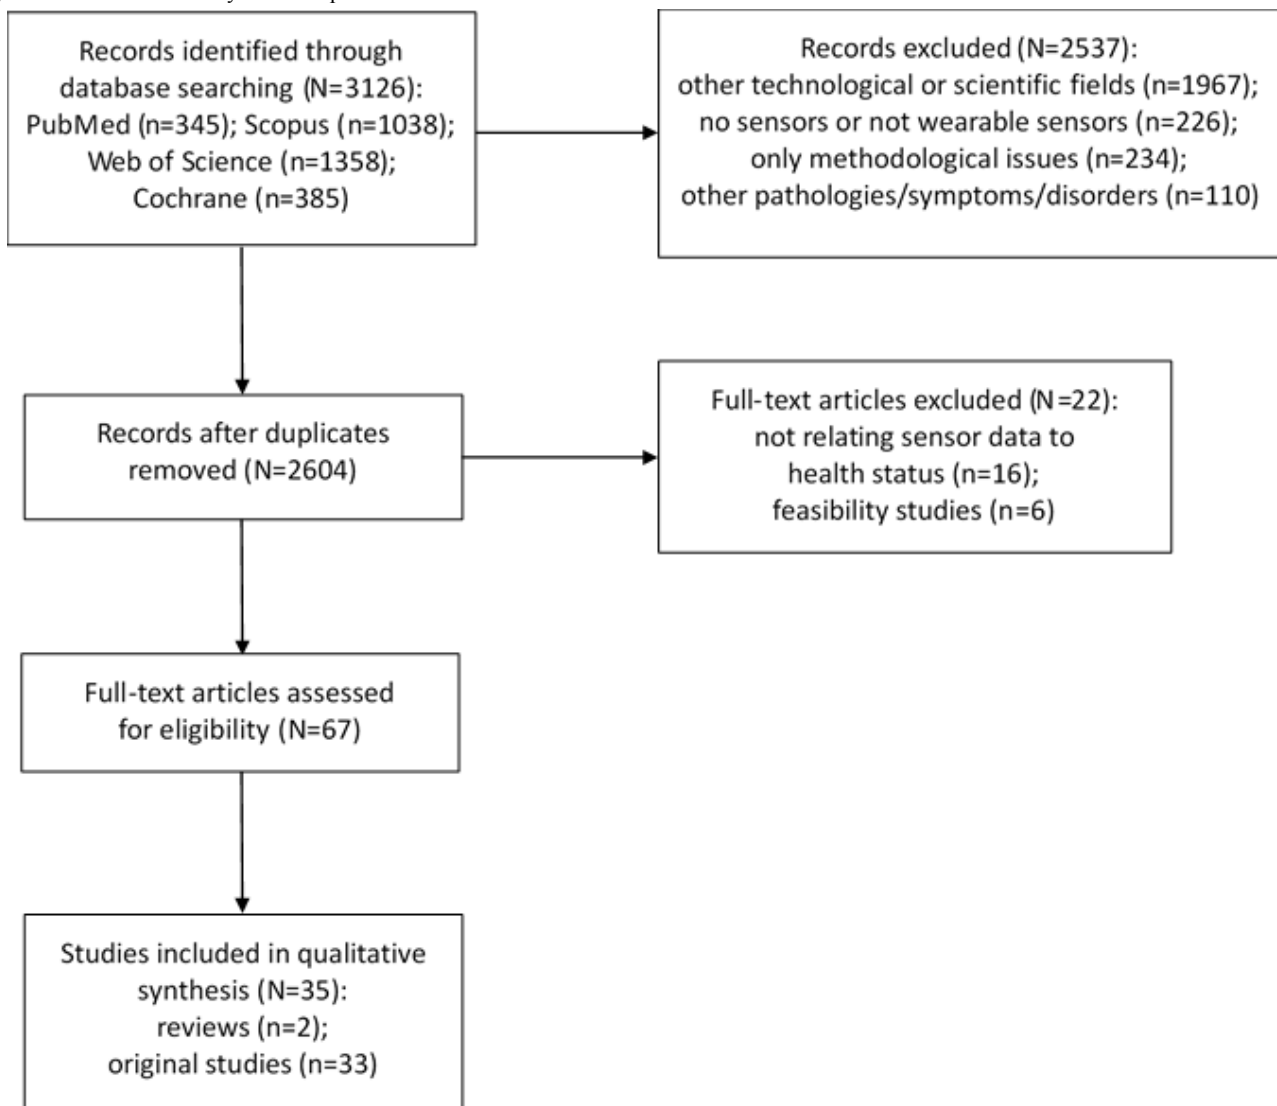 Records identified through
database searching (N=3126):
PubMed (n=345); Scopus (n=1038);
Web of Science (n=1358);
Cochrane (n=385)
Records excluded (N=2537):
other technological or scientific fields (n=1967);
no sensors or not wearable sensors (n=226);
only methodological issues (n=234);
other pathologies/symptoms/disorders (n=110)
Records after duplicates
removed (N=2604)
Full-text articles excluded (N=22):
not relating sensor data to
health status (n=16);
feasibility studies (n=6)
Full-text articles assessed
for eligibility (N=67)
Studies included in qualitative
synthesis (N=35):
reviews (n=2);
original studies (n=33)